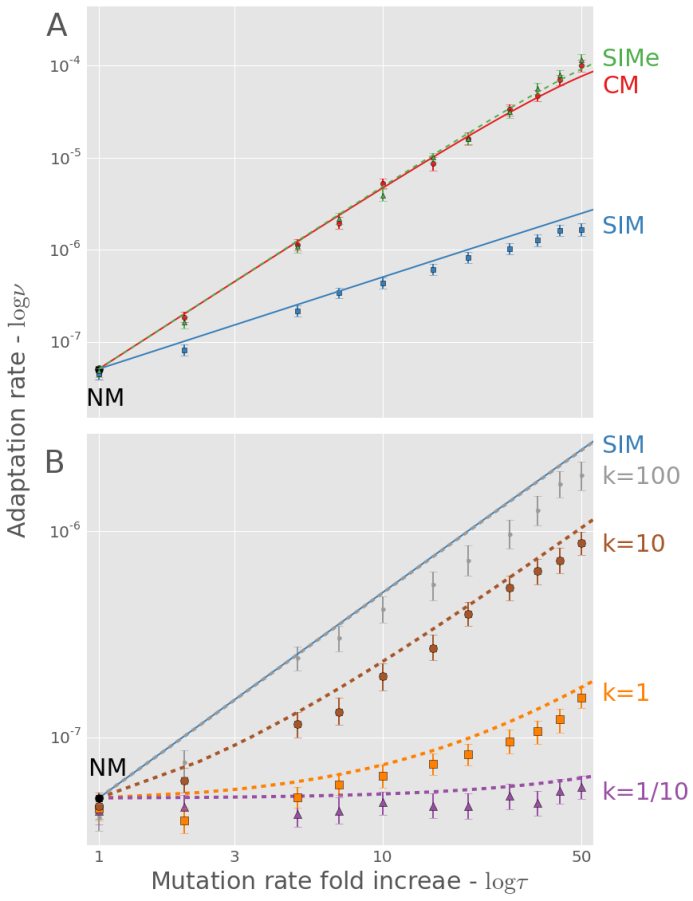 A
10⁻⁴
10⁻⁵
10⁻⁶
10⁻⁷
SIMe
CM
SIM
NM
Adaptation rate - logν
B
10⁻⁶
10⁻⁷
SIM
k=100
k=10
k=1
k=1/10
NM
1 3 10 50
Mutation rate fold increae - logτ